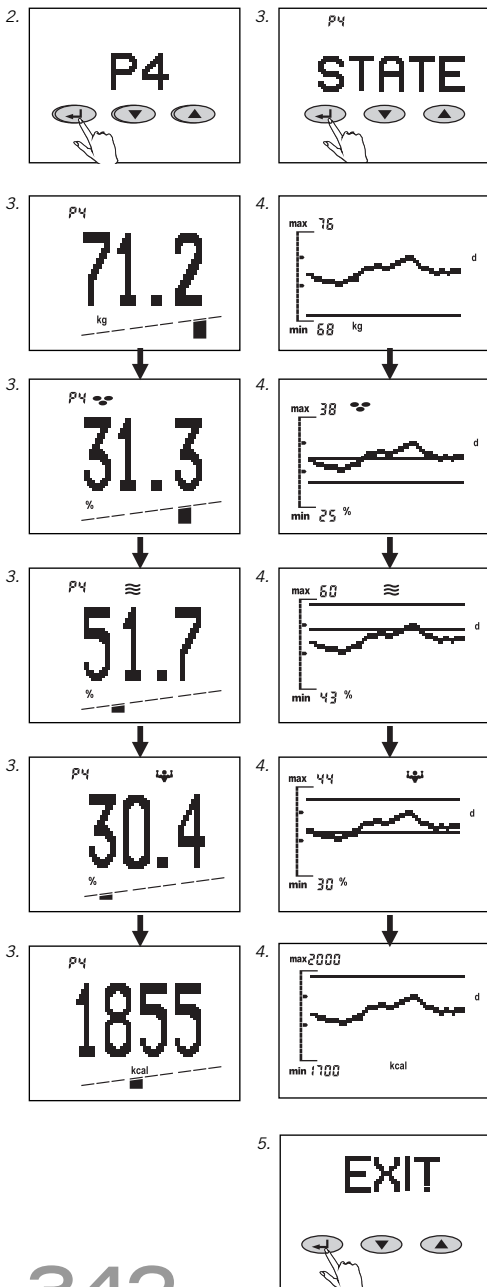 2.
P4
3.
P4
STATE
3.
P4
71.2
kg
4.
max 76
d
min 68 kg
3.
P4
31.3
%
4.
max 38
d
min 25 %
3.
P4
51.7
%
4.
max 60
d
min 43 %
3.
P4
30.4
%
4.
max 44
d
min 30 %
3.
P4
1855
kcal
4.
max 2000
d
min 1700 kcal
5.
EXIT
342